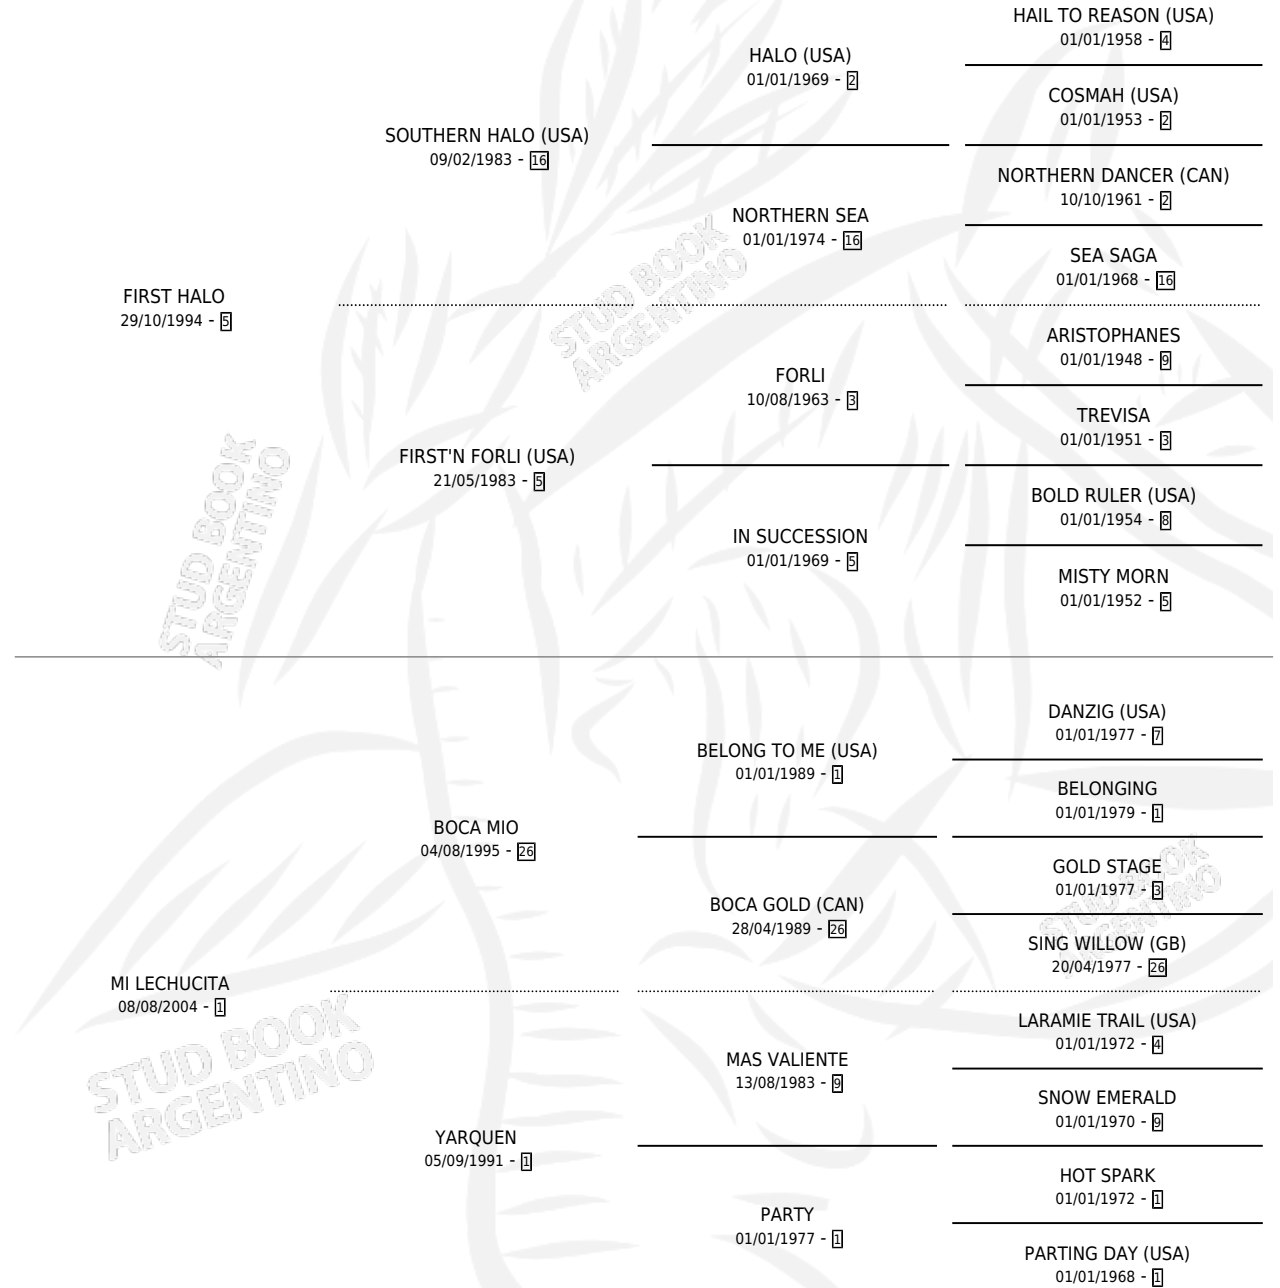 HAIL TO REASON (USA)
01/01/1958 - 4
HALO (USA)
01/01/1969 - 2
COSMAH (USA)
01/01/1953 - 2
SOUTHERN HALO (USA)
09/02/1983 - 16
NORTHERN DANCER (CAN)
10/10/1961 - 2
NORTHERN SEA
01/01/1974 - 16
SEA SAGA
01/01/1968 - 16
FIRST HALO
29/10/1994 - 5
STUD BOOK
ARGENTINO
ARISTOPHANES
01/01/1948 - 9
FORLI
10/08/1963 - 3
TREVISA
01/01/1951 - 3
FIRST'N FORLI (USA)
21/05/1983 - 5
BOLD RULER (USA)
01/01/1954 - 8
IN SUCCESSION
01/01/1969 - 5
MISTY MORN
01/01/1952 - 5
STUD BOOK
ARGENTINO
DANZIG (USA)
01/01/1977 - 7
BELONG TO ME (USA)
01/01/1989 - 1
BELONGING
01/01/1979 - 1
BOCA MIO
04/08/1995 - 26
GOLD STAGE
01/01/1977 - 3
BOCA GOLD (CAN)
28/04/1989 - 26
STUD BOOK
ARGENTINO
SING WILLOW (GB)
20/04/1977 - 26
MI LECHUCITA
08/08/2004 - 1
LARAMIE TRAIL (USA)
01/01/1972 - 4
MAS VALIENTE
13/08/1983 - 9
STUD BOOK
ARGENTINO
SNOW EMERALD
01/01/1970 - 9
YARQUEN
05/09/1991 - 1
HOT SPARK
01/01/1972 - 1
PARTY
01/01/1977 - 1
PARTING DAY (USA)
01/01/1968 - 1